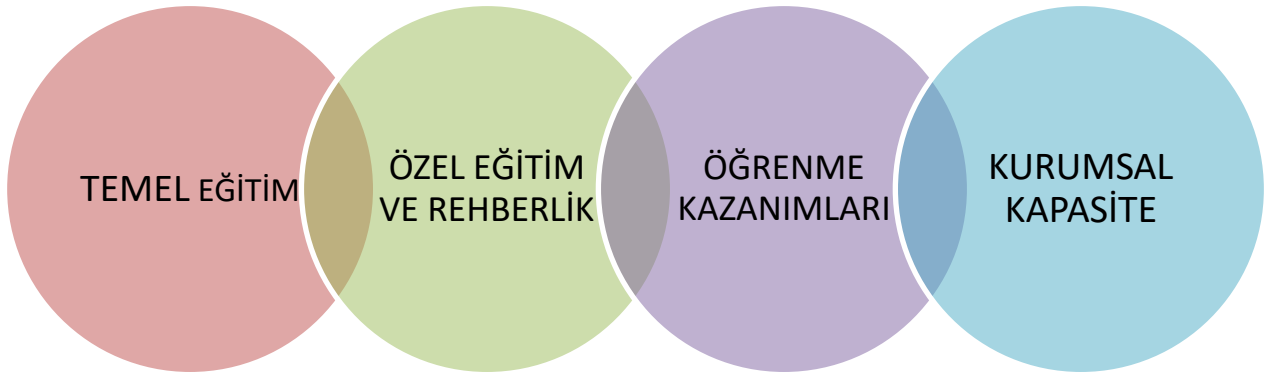 TEMEL EĞİTİM
ÖZEL EĞİTİM
VE REHBERLİK
ÖĞRENME
KAZANIMLARI
KURUMSAL
KAPASİTE